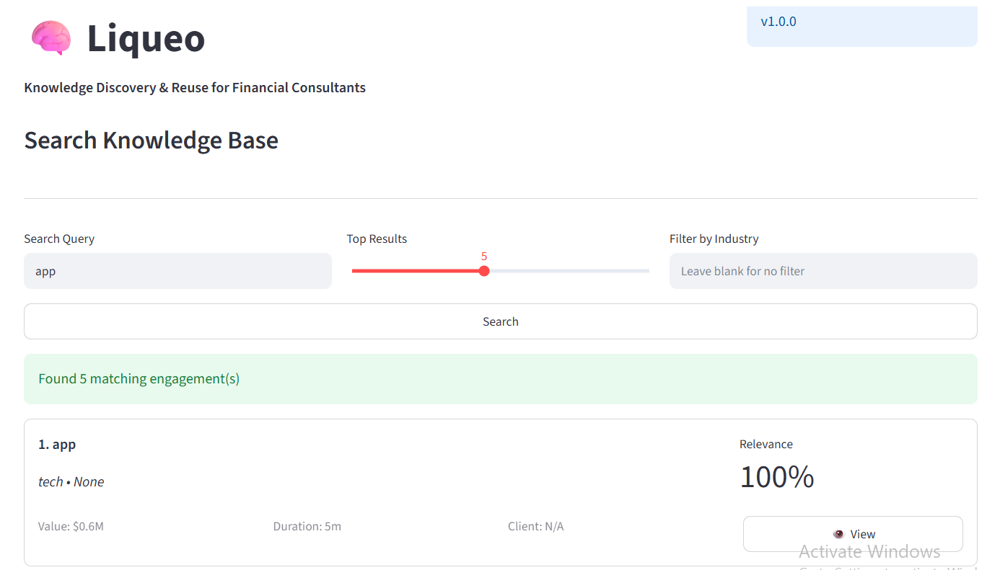 Liqueo
v1.0.0
Knowledge Discovery & Reuse for Financial Consultants
Search Knowledge Base
Search Query
Top Results
Filter by Industry
5
app
Leave blank for no filter
Search
Found 5 matching engagement(s)
1. app
Relevance
tech • None
100%
Value: $0.6M
Duration: 5m
Client: N/A
View
Activate Windows